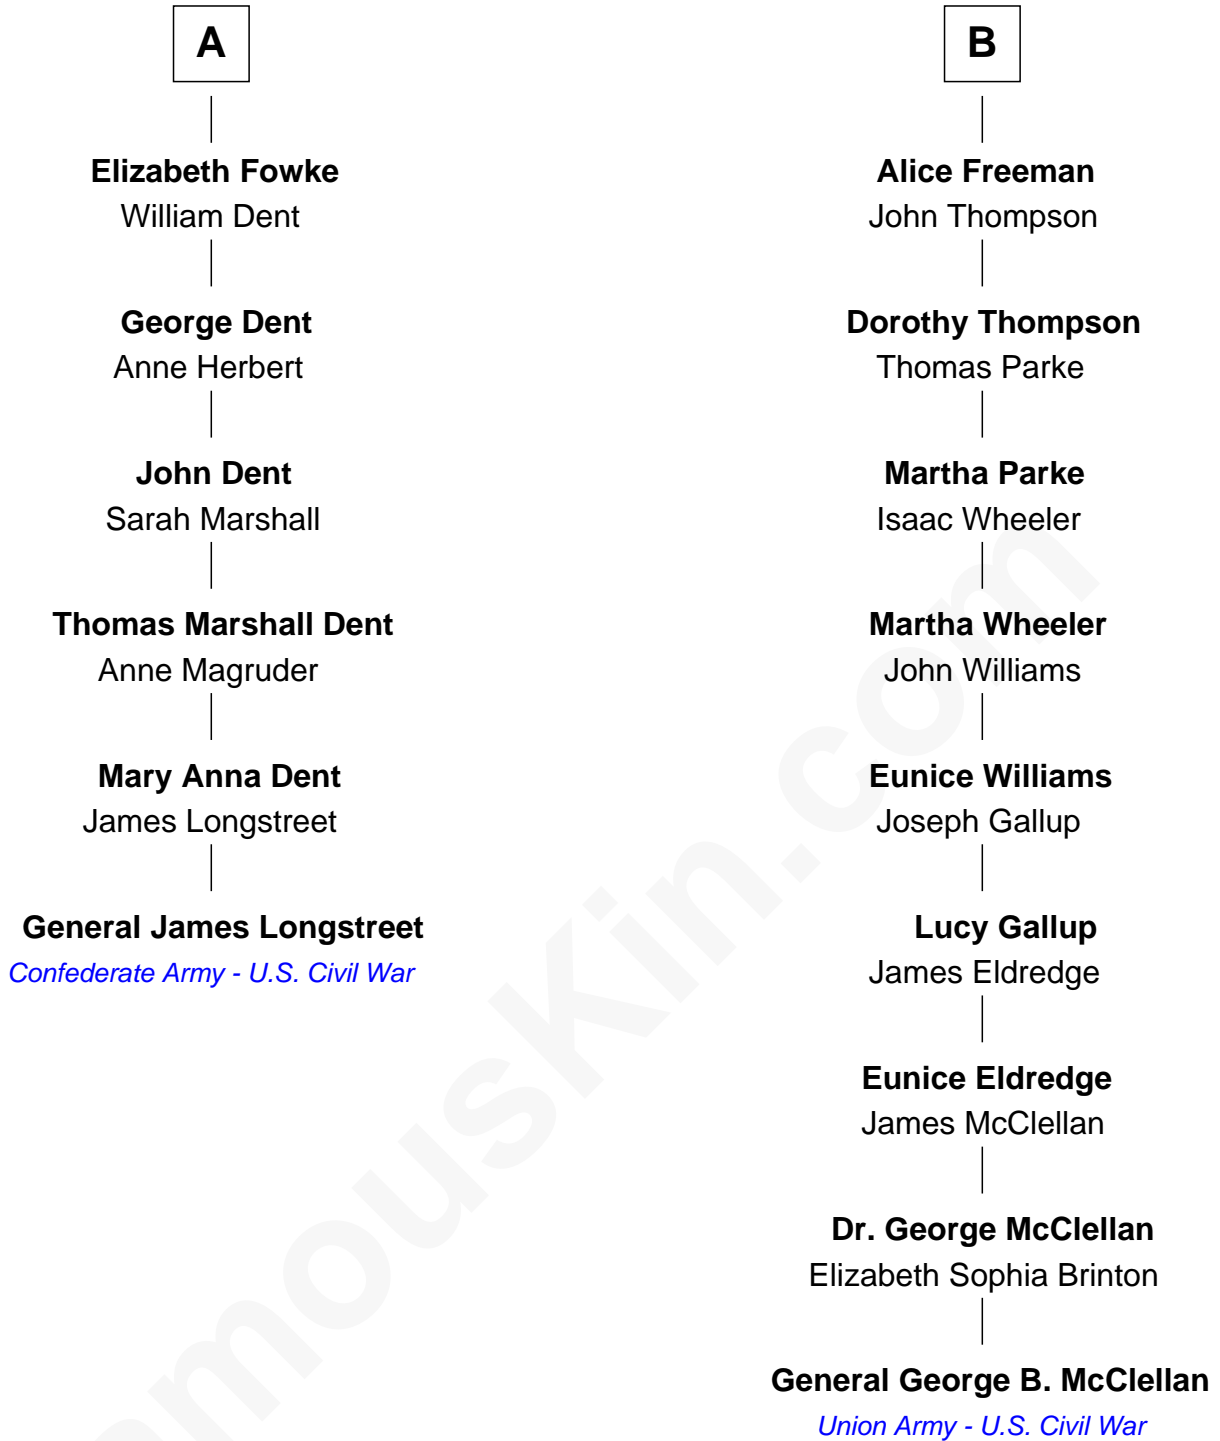 A
Elizabeth Fowke
William Dent
George Dent
Anne Herbert
John Dent
Sarah Marshall
Thomas Marshall Dent
Anne Magruder
Mary Anna Dent
James Longstreet
General James Longstreet
Confederate Army - U.S. Civil War
B
Alice Freeman
John Thompson
Dorothy Thompson
Thomas Parke
Martha Parke
Isaac Wheeler
Martha Wheeler
John Williams
Eunice Williams
Joseph Gallup
Lucy Gallup
James Eldredge
Eunice Eldredge
James McClellan
Dr. George McClellan
Elizabeth Sophia Brinton
General George B. McClellan
Union Army - U.S. Civil War
amouskin.com